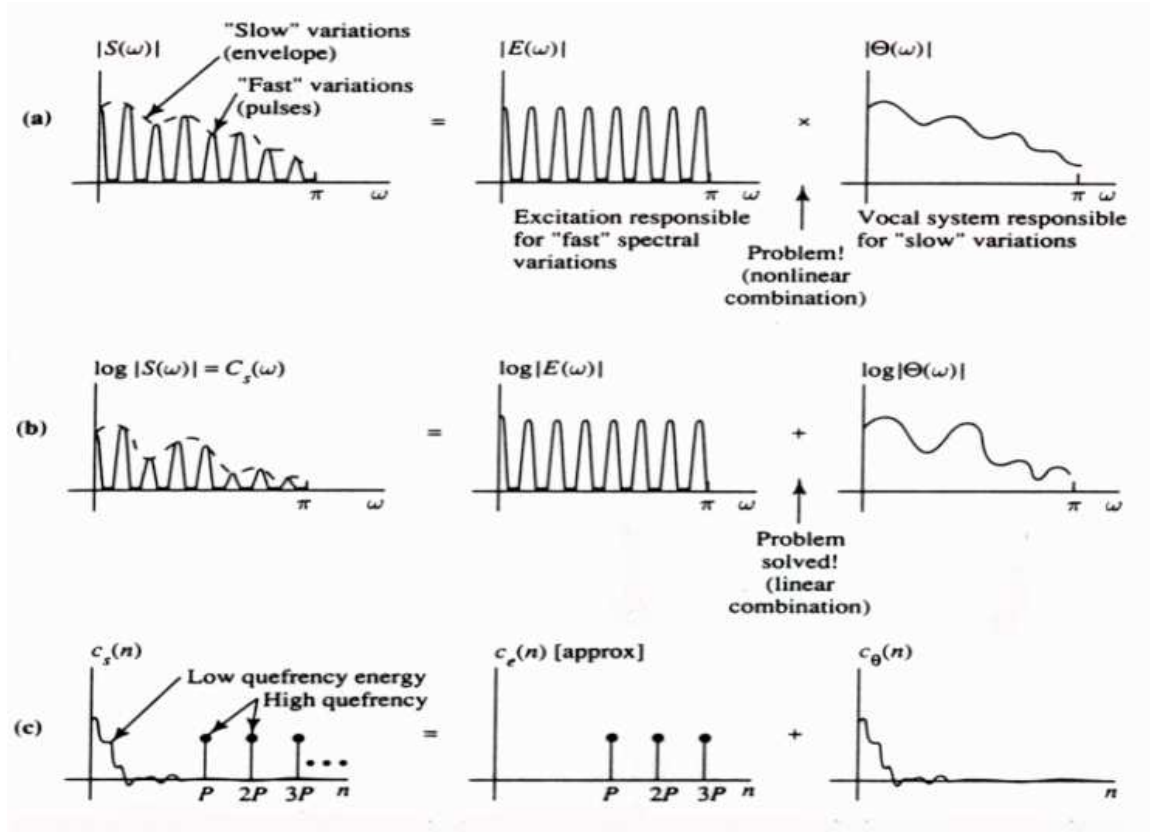 |S(ω)|
"Slow" variations
(envelope)
"Fast" variations
(pulses)
|E(ω)|
|Θ(ω)|
(a)
=
×
π ω
π ω
π ω
Excitation responsible
for "fast" spectral
variations
Problem!
(nonlinear
combination)
Vocal system responsible
for "slow" variations
log |S(ω)| = C_s(ω)
log|E(ω)|
log|Θ(ω)|
(b)
=
+
π ω
π ω
π ω
Problem
solved!
(linear
combination)
c_s(n)
c_e(n) [approx]
c_θ(n)
Low quefrency energy
High quefrency
(c)
=
+
P 2P 3P n
P 2P 3P n
n